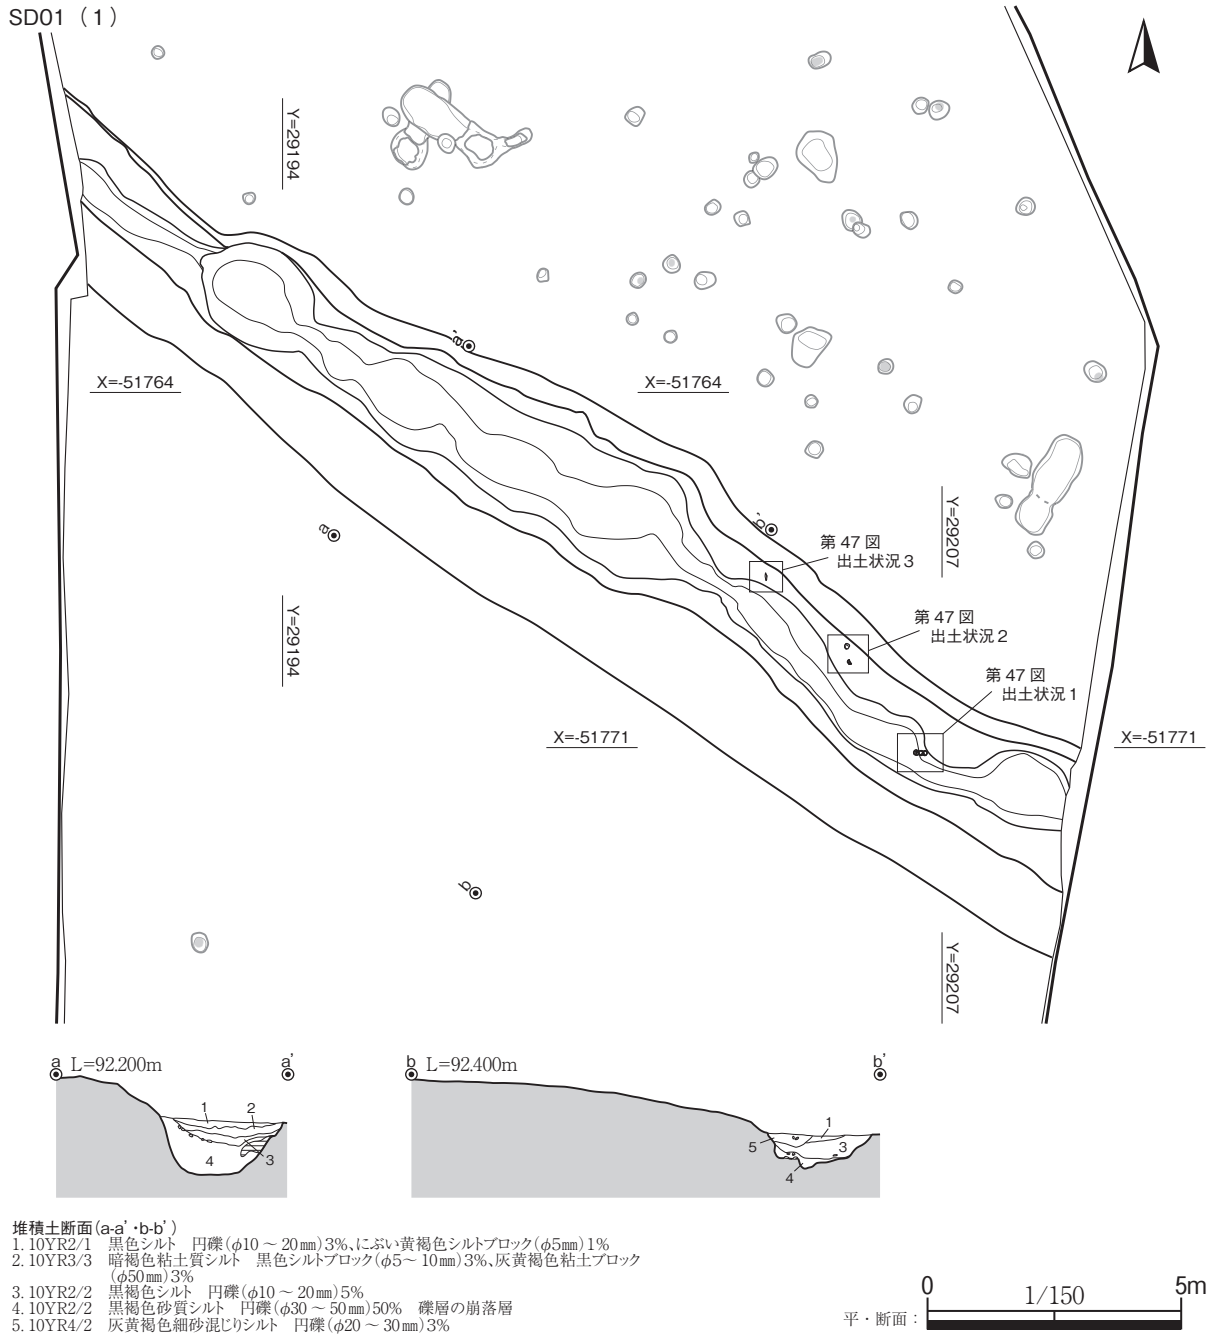 SD01（1）
Y=29194
a'
X=-51764
X=-51764
a
b'
Y=29207
第 47 図
出土状況 3
第 47 図
出土状況 2
Y=29194
第 47 図
出土状況 1
X=-51771
X=-51771
b
Y=29207
a L=92.200m a'
1 2
3
4
b L=92.400m b'
1
5 3
4
堆積土断面(a-a'・b-b')
1. 10YR2/1 黒色シルト 円礫(φ10 ～ 20㎜)3%、にぶい黄褐色シルトブロック(φ5㎜)1%
2. 10YR3/3 暗褐色粘土質シルト 黒色シルトブロック(φ5～ 10㎜)3%、灰黄褐色粘土ブロック
(φ50㎜)3%
3. 10YR2/2 黒褐色シルト 円礫(φ10 ～ 20㎜)5%
4. 10YR2/2 黒褐色砂質シルト 円礫(φ30 ～ 50㎜)50% 礫層の崩落層
5. 10YR4/2 灰黄褐色細砂混じりシルト 円礫(φ20 ～ 30㎜)3%
平・断面： 0 1/150 5m